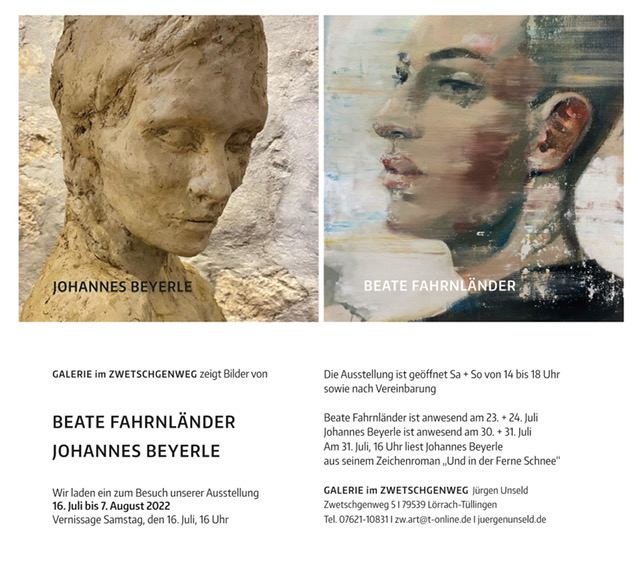 JOHANNES BEYERLE
BEATE FAHRNLÄNDER
GALERIE im ZWETSCHGENWEG zeigt Bilder von
BEATE FAHRNLÄNDER
JOHANNES BEYERLE
Wir laden ein zum Besuch unserer Ausstellung
16. Juli bis 7. August 2022
Vernissage Samstag, den 16. Juli, 16 Uhr
Die Ausstellung ist geöffnet Sa + So von 14 bis 18 Uhr
sowie nach Vereinbarung
Beate Fahrnländer ist anwesend am 23. + 24. Juli
Johannes Beyerle ist anwesend am 30. + 31. Juli
Am 31. Juli, 16 Uhr liest Johannes Beyerle
aus seinem Zeichenroman „Und in der Ferne Schnee“
GALERIE im ZWETSCHGENWEG Jürgen Unseld
Zwetschgenweg 5 I 79539 Lörrach-Tüllingen
Tel. 07621-10831 I zw.art@t-online.de I juergenunseld.de